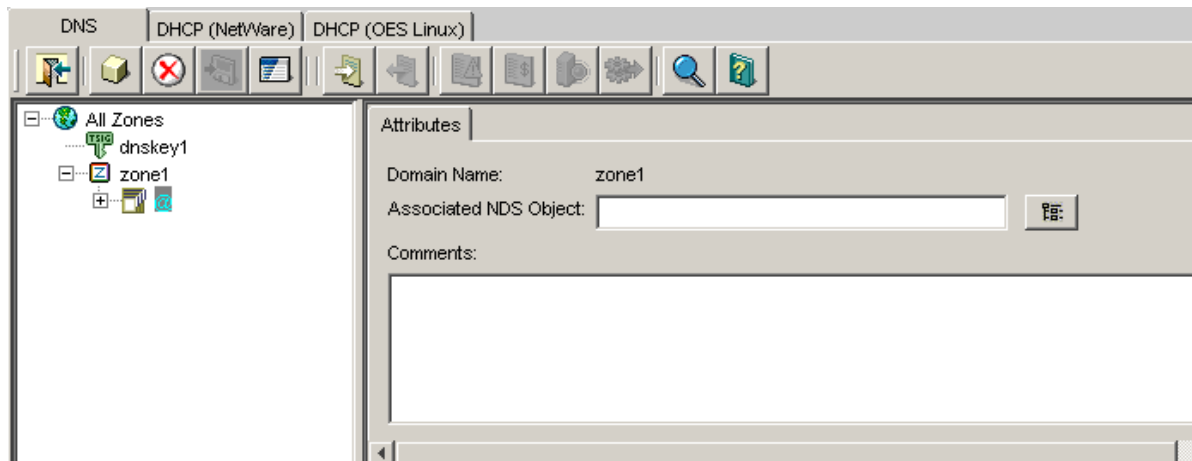 DNS
DHCP (NetWare)
DHCP (OES Linux)
All Zones
TSIG
dnskey1
Z
zone1
@
Attributes
Domain Name: zone1
Associated NDS Object:
Comments: